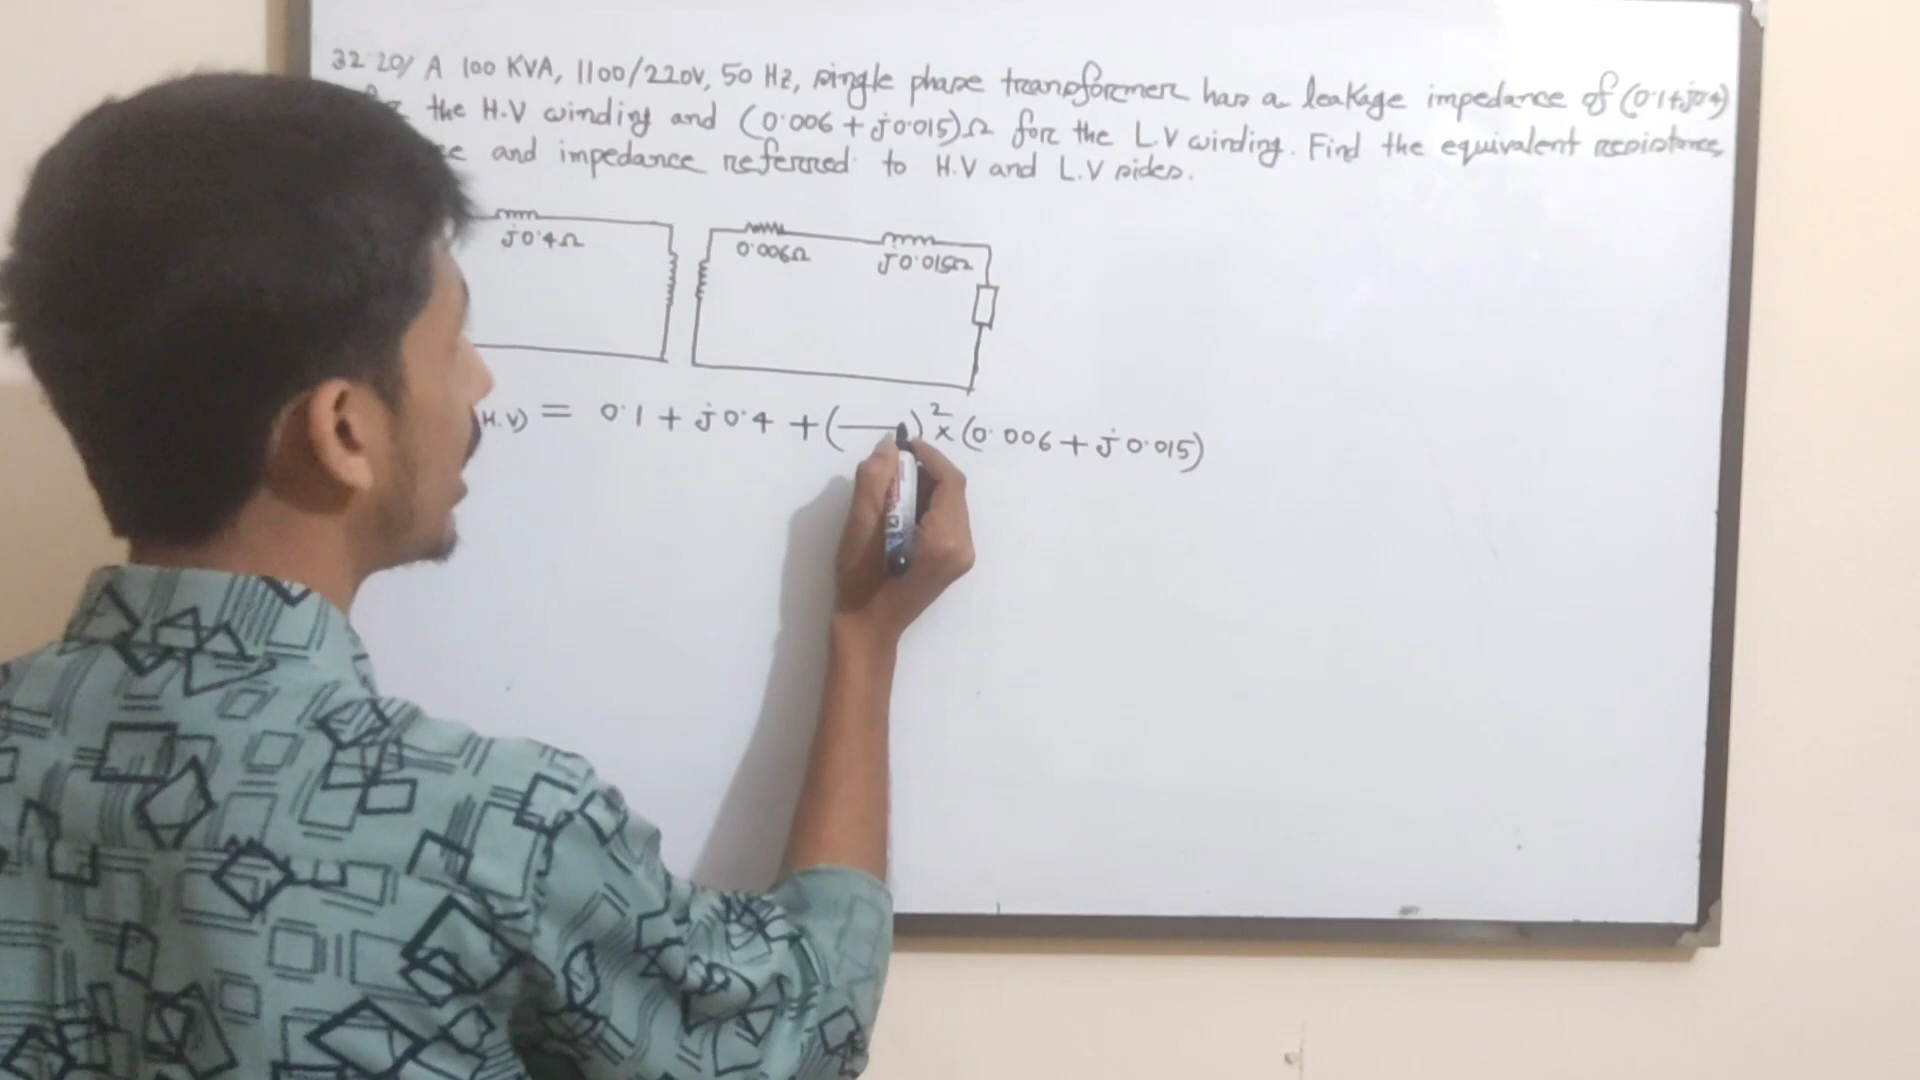 32.20/ A 100 KVA, 1100/220V, 50 Hz, single phase transformer has a leakage impedance of (0.1+j0.4)
the H.V winding and (0.006 + j0.015)Ω for the L.V winding. Find the equivalent resistance,
and impedance referred to H.V and L.V sides.
j0.4Ω
0.006Ω
J0.015Ω
H.V) = 0.1 + j0.4 + (—)² × (0.006 + j0.015)